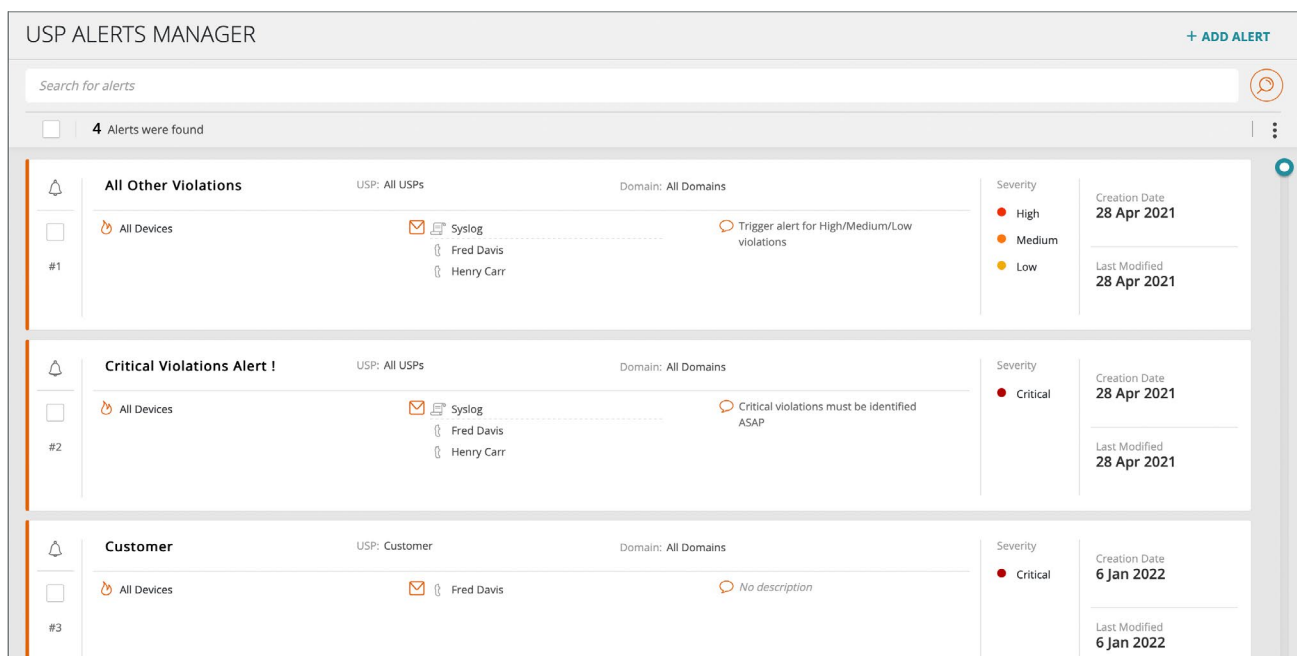 USP ALERTS MANAGER
+ ADD ALERT
Search for alerts
4 Alerts were found
All Other Violations
USP: All USPs
Domain: All Domains
#1
All Devices
Syslog
Fred Davis
Henry Carr
Trigger alert for High/Medium/Low
violations
Severity
High
Medium
Low
Creation Date
28 Apr 2021
Last Modified
28 Apr 2021
Critical Violations Alert !
USP: All USPs
Domain: All Domains
#2
All Devices
Syslog
Fred Davis
Henry Carr
Critical violations must be identified
ASAP
Severity
Critical
Creation Date
28 Apr 2021
Last Modified
28 Apr 2021
Customer
USP: Customer
Domain: All Domains
#3
All Devices
Fred Davis
No description
Severity
Critical
Creation Date
6 Jan 2022
Last Modified
6 Jan 2022